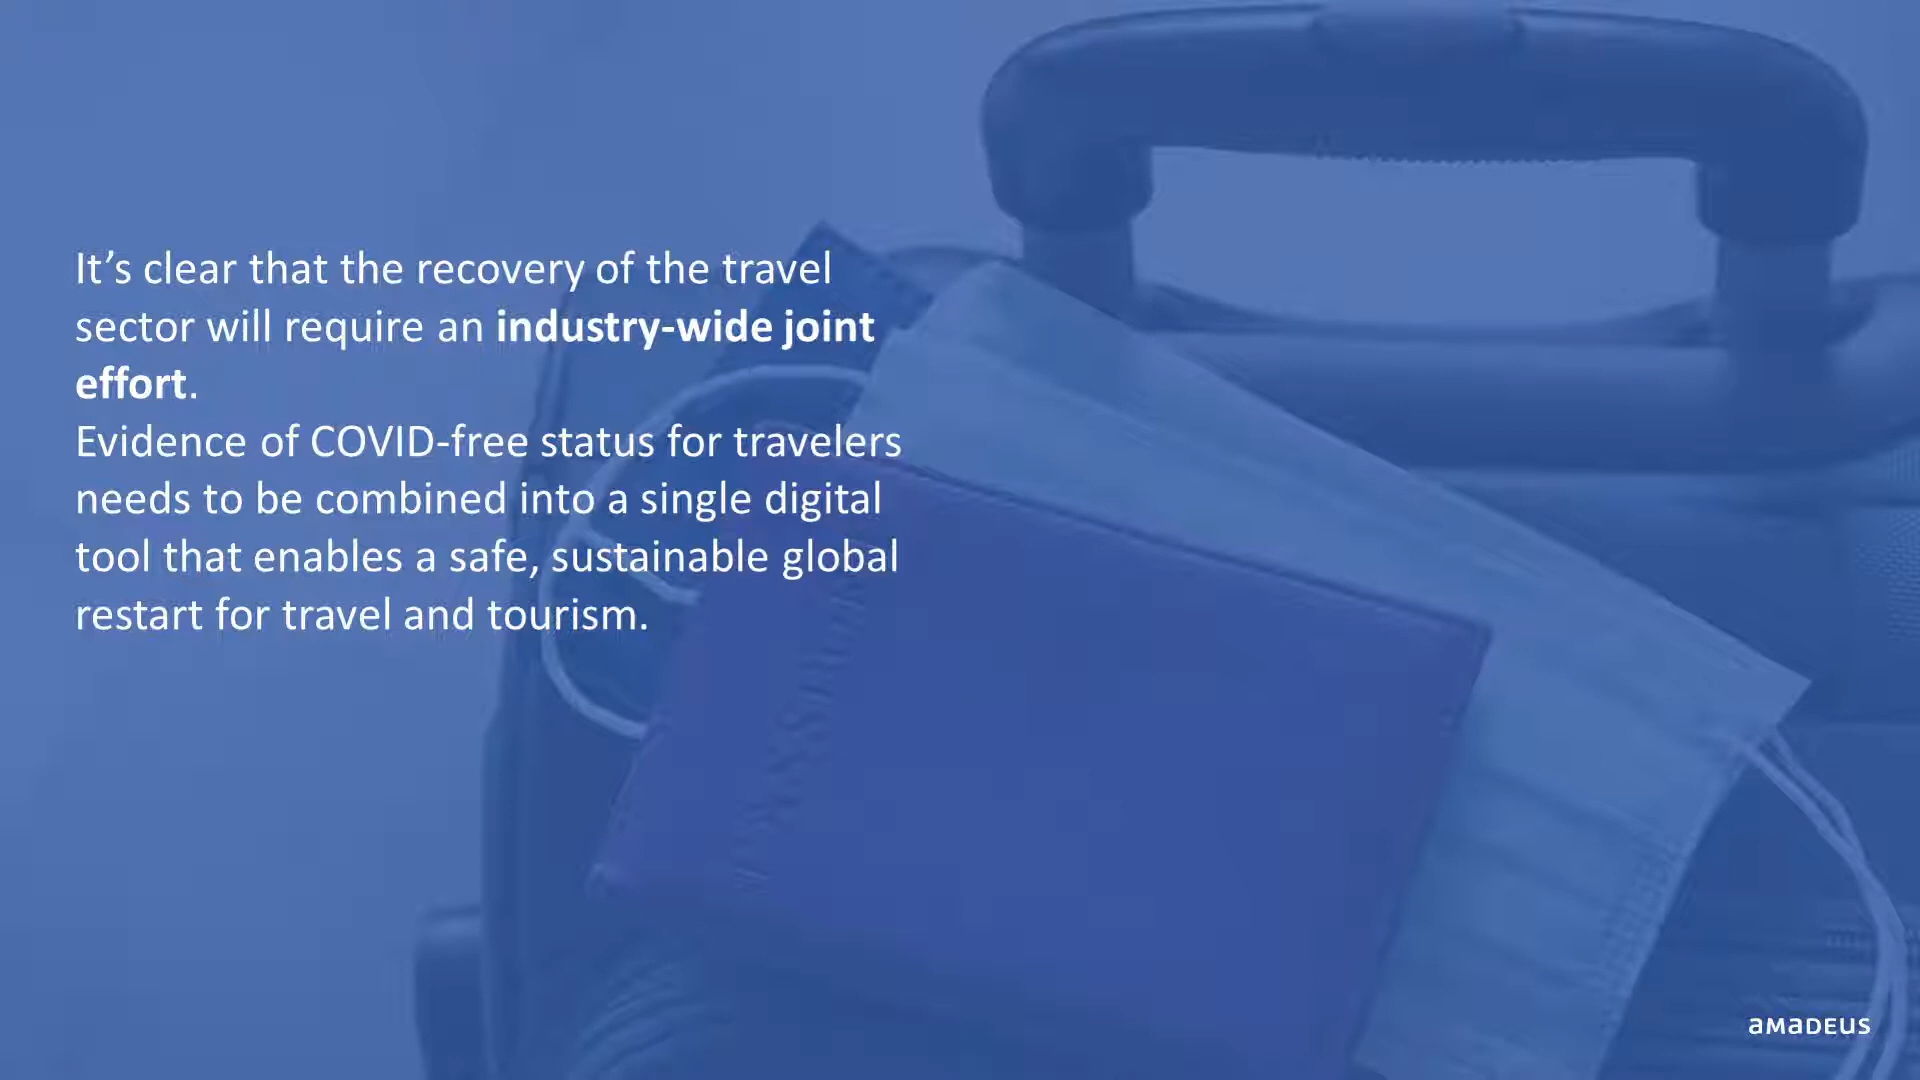 It’s clear that the recovery of the travel
sector will require an industry-wide joint
effort.
Evidence of COVID-free status for travelers
needs to be combined into a single digital
tool that enables a safe, sustainable global
restart for travel and tourism.
aMaDEUS